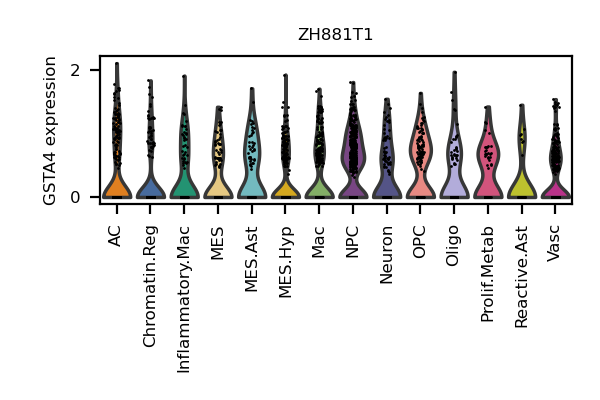 ZH881T1
GSTA4 expression
2
0
AC
Chromatin.Reg
Inflammatory.Mac
MES
MES.Ast
MES.Hyp
Mac
NPC
Neuron
OPC
Oligo
Prolif.Metab
Reactive.Ast
Vasc